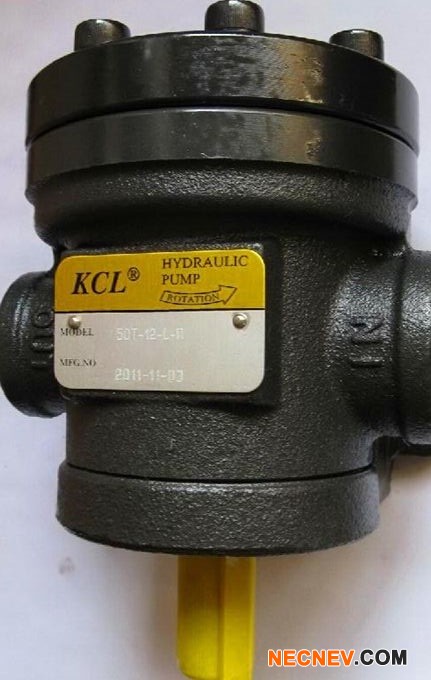 KCL® HYDRAULIC
PUMP
ROTATION
MODEL 50T-12-L-R
MFG.NO 2011-11-03
OUT
IN
NECNEV.COM